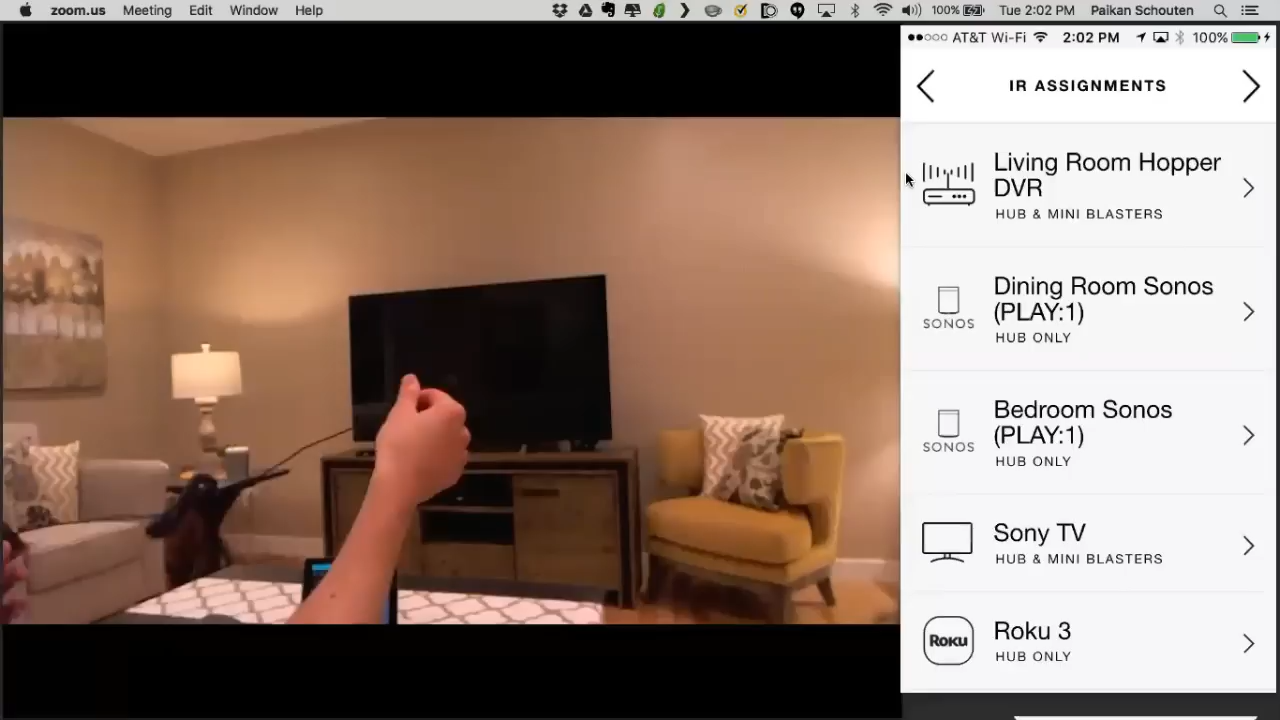 zoom.us Meeting Edit Window Help 100% Tue 2:02 PM Paikan Schouten
AT&T Wi-Fi 2:02 PM 100%
IR ASSIGNMENTS
Living Room Hopper
DVR
HUB & MINI BLASTERS
SONOS
Dining Room Sonos
(PLAY:1)
HUB ONLY
SONOS
Bedroom Sonos
(PLAY:1)
HUB ONLY
Sony TV
HUB & MINI BLASTERS
Roku
Roku 3
HUB ONLY